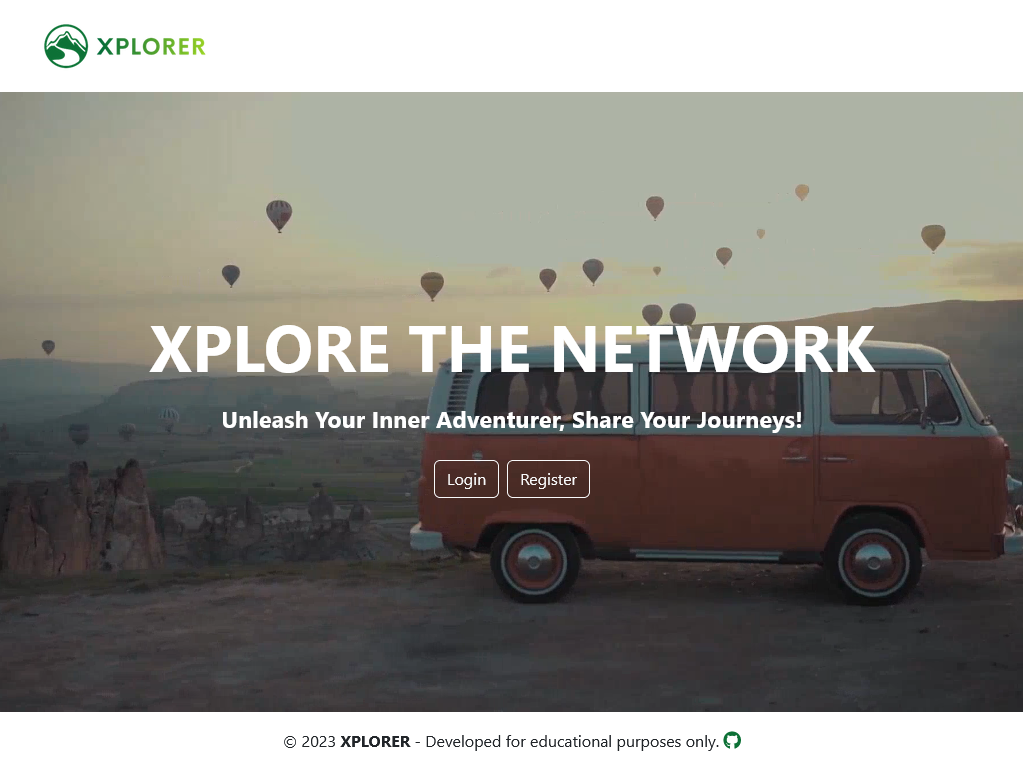 XPLORER
XPLORE THE NETWORK
Unleash Your Inner Adventurer, Share Your Journeys!
Login
Register
© 2023 XPLORER - Developed for educational purposes only.